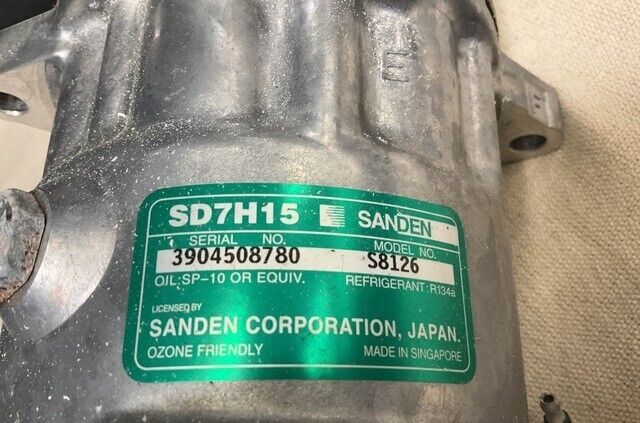 E
SD7H15 SANDEN
SERIAL NO. MODEL NO.
3904508780 S8126
OIL:SP-10 OR EQUIV. REFRIGERANT:R134a
LICENSED BY
SANDEN CORPORATION, JAPAN.
OZONE FRIENDLY MADE IN SINGAPORE